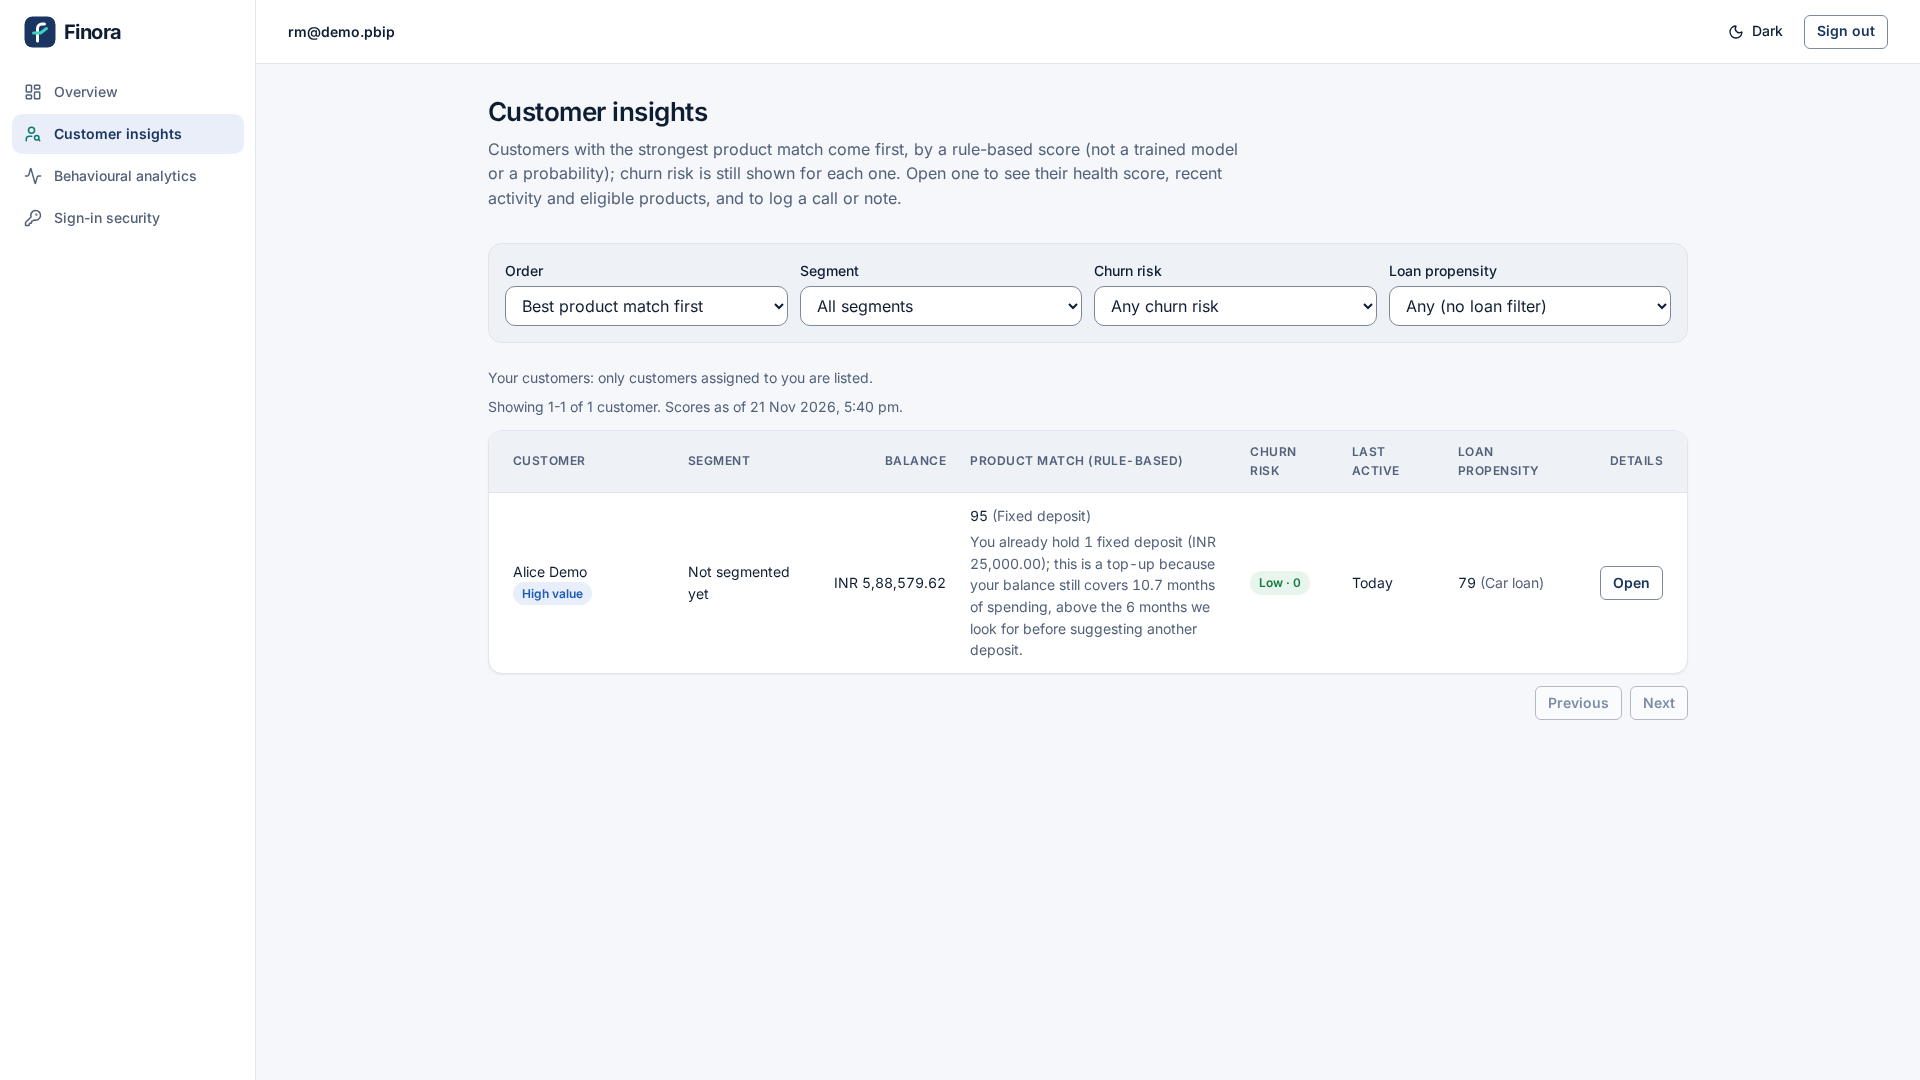 Finora
rm@demo.pbip
Dark
Sign out
Overview
Customer insights
Behavioural analytics
Sign-in security
Customer insights
Customers with the strongest product match come first, by a rule-based score (not a trained model
or a probability); churn risk is still shown for each one. Open one to see their health score, recent
activity and eligible products, and to log a call or note.
Order
Segment
Churn risk
Loan propensity
Best product match first
All segments
Any churn risk
Any (no loan filter)
Your customers: only customers assigned to you are listed.
Showing 1-1 of 1 customer. Scores as of 21 Nov 2026, 5:40 pm.
CUSTOMER
SEGMENT
BALANCE
PRODUCT MATCH (RULE-BASED)
CHURN
RISK
LAST
ACTIVE
LOAN
PROPENSITY
DETAILS
Alice Demo
High value
Not segmented
yet
INR 5,88,579.62
95 (Fixed deposit)
You already hold 1 fixed deposit (INR
25,000.00); this is a top-up because
your balance still covers 10.7 months
of spending, above the 6 months we
look for before suggesting another
deposit.
Low · 0
Today
79 (Car loan)
Open
Previous
Next